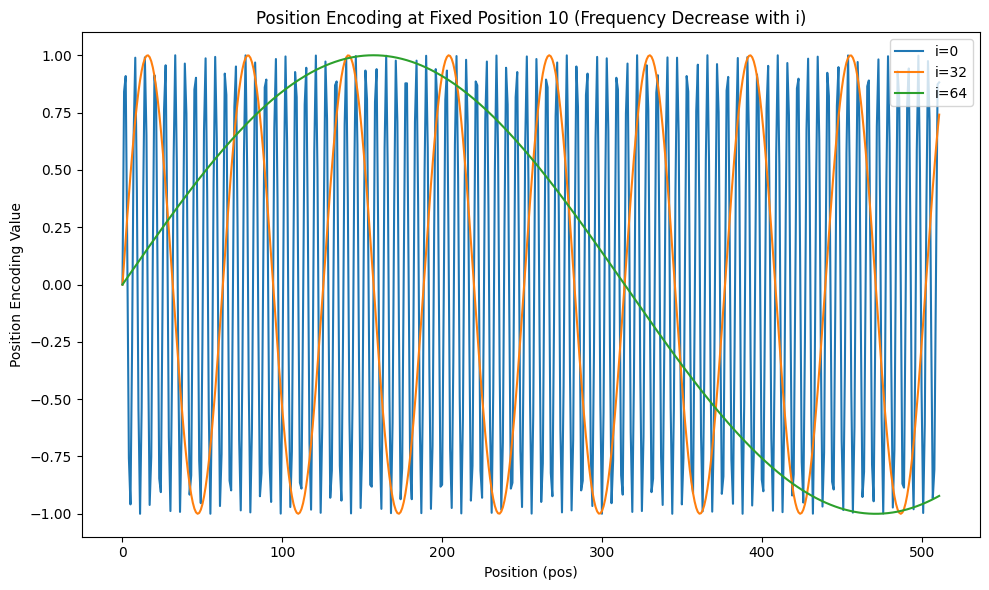 Position Encoding at Fixed Position 10 (Frequency Decrease with i)
i=0
i=32
i=64
Position Encoding Value
1.00
0.75
0.50
0.25
0.00
−0.25
−0.50
−0.75
−1.00
0
100
200
300
400
500
Position (pos)